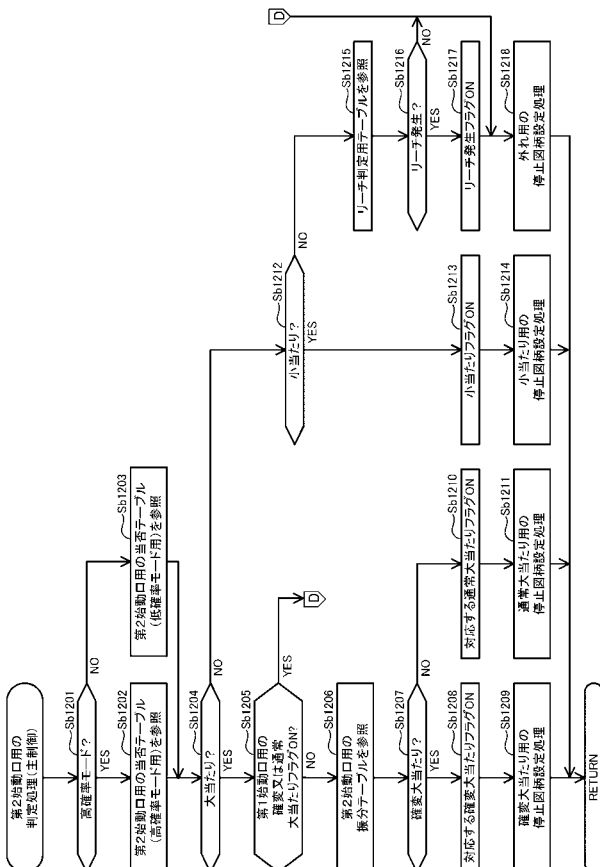 第2始動口用の
判定処理(主制御)
Sb1201
高確率モード?
YES
NO
Sb1202
第2始動口用の当否テーブル
(高確率モード用)を参照
Sb1203
第2始動口用の当否テーブル
(低確率モード用)を参照
Sb1204
大当たり?
YES
NO
Sb1205
第1始動口用の
確変又は通常
大当たりフラグON?
YES
D
NO
Sb1206
第2始動口用の
振分テーブルを参照
Sb1207
確変大当たり?
YES
NO
Sb1208
対応する確変大当たりフラグON
Sb1209
確変大当たり用の
停止図柄設定処理
Sb1210
対応する通常大当たりフラグON
Sb1211
通常大当たり用の
停止図柄設定処理
Sb1212
小当たり?
YES
NO
Sb1213
小当たりフラグON
Sb1214
小当たり用の
停止図柄設定処理
Sb1215
リーチ判定用テーブルを参照
Sb1216
リーチ発生?
YES
NO
D
Sb1217
リーチ発生フラグON
Sb1218
外れ用の
停止図柄設定処理
RETURN